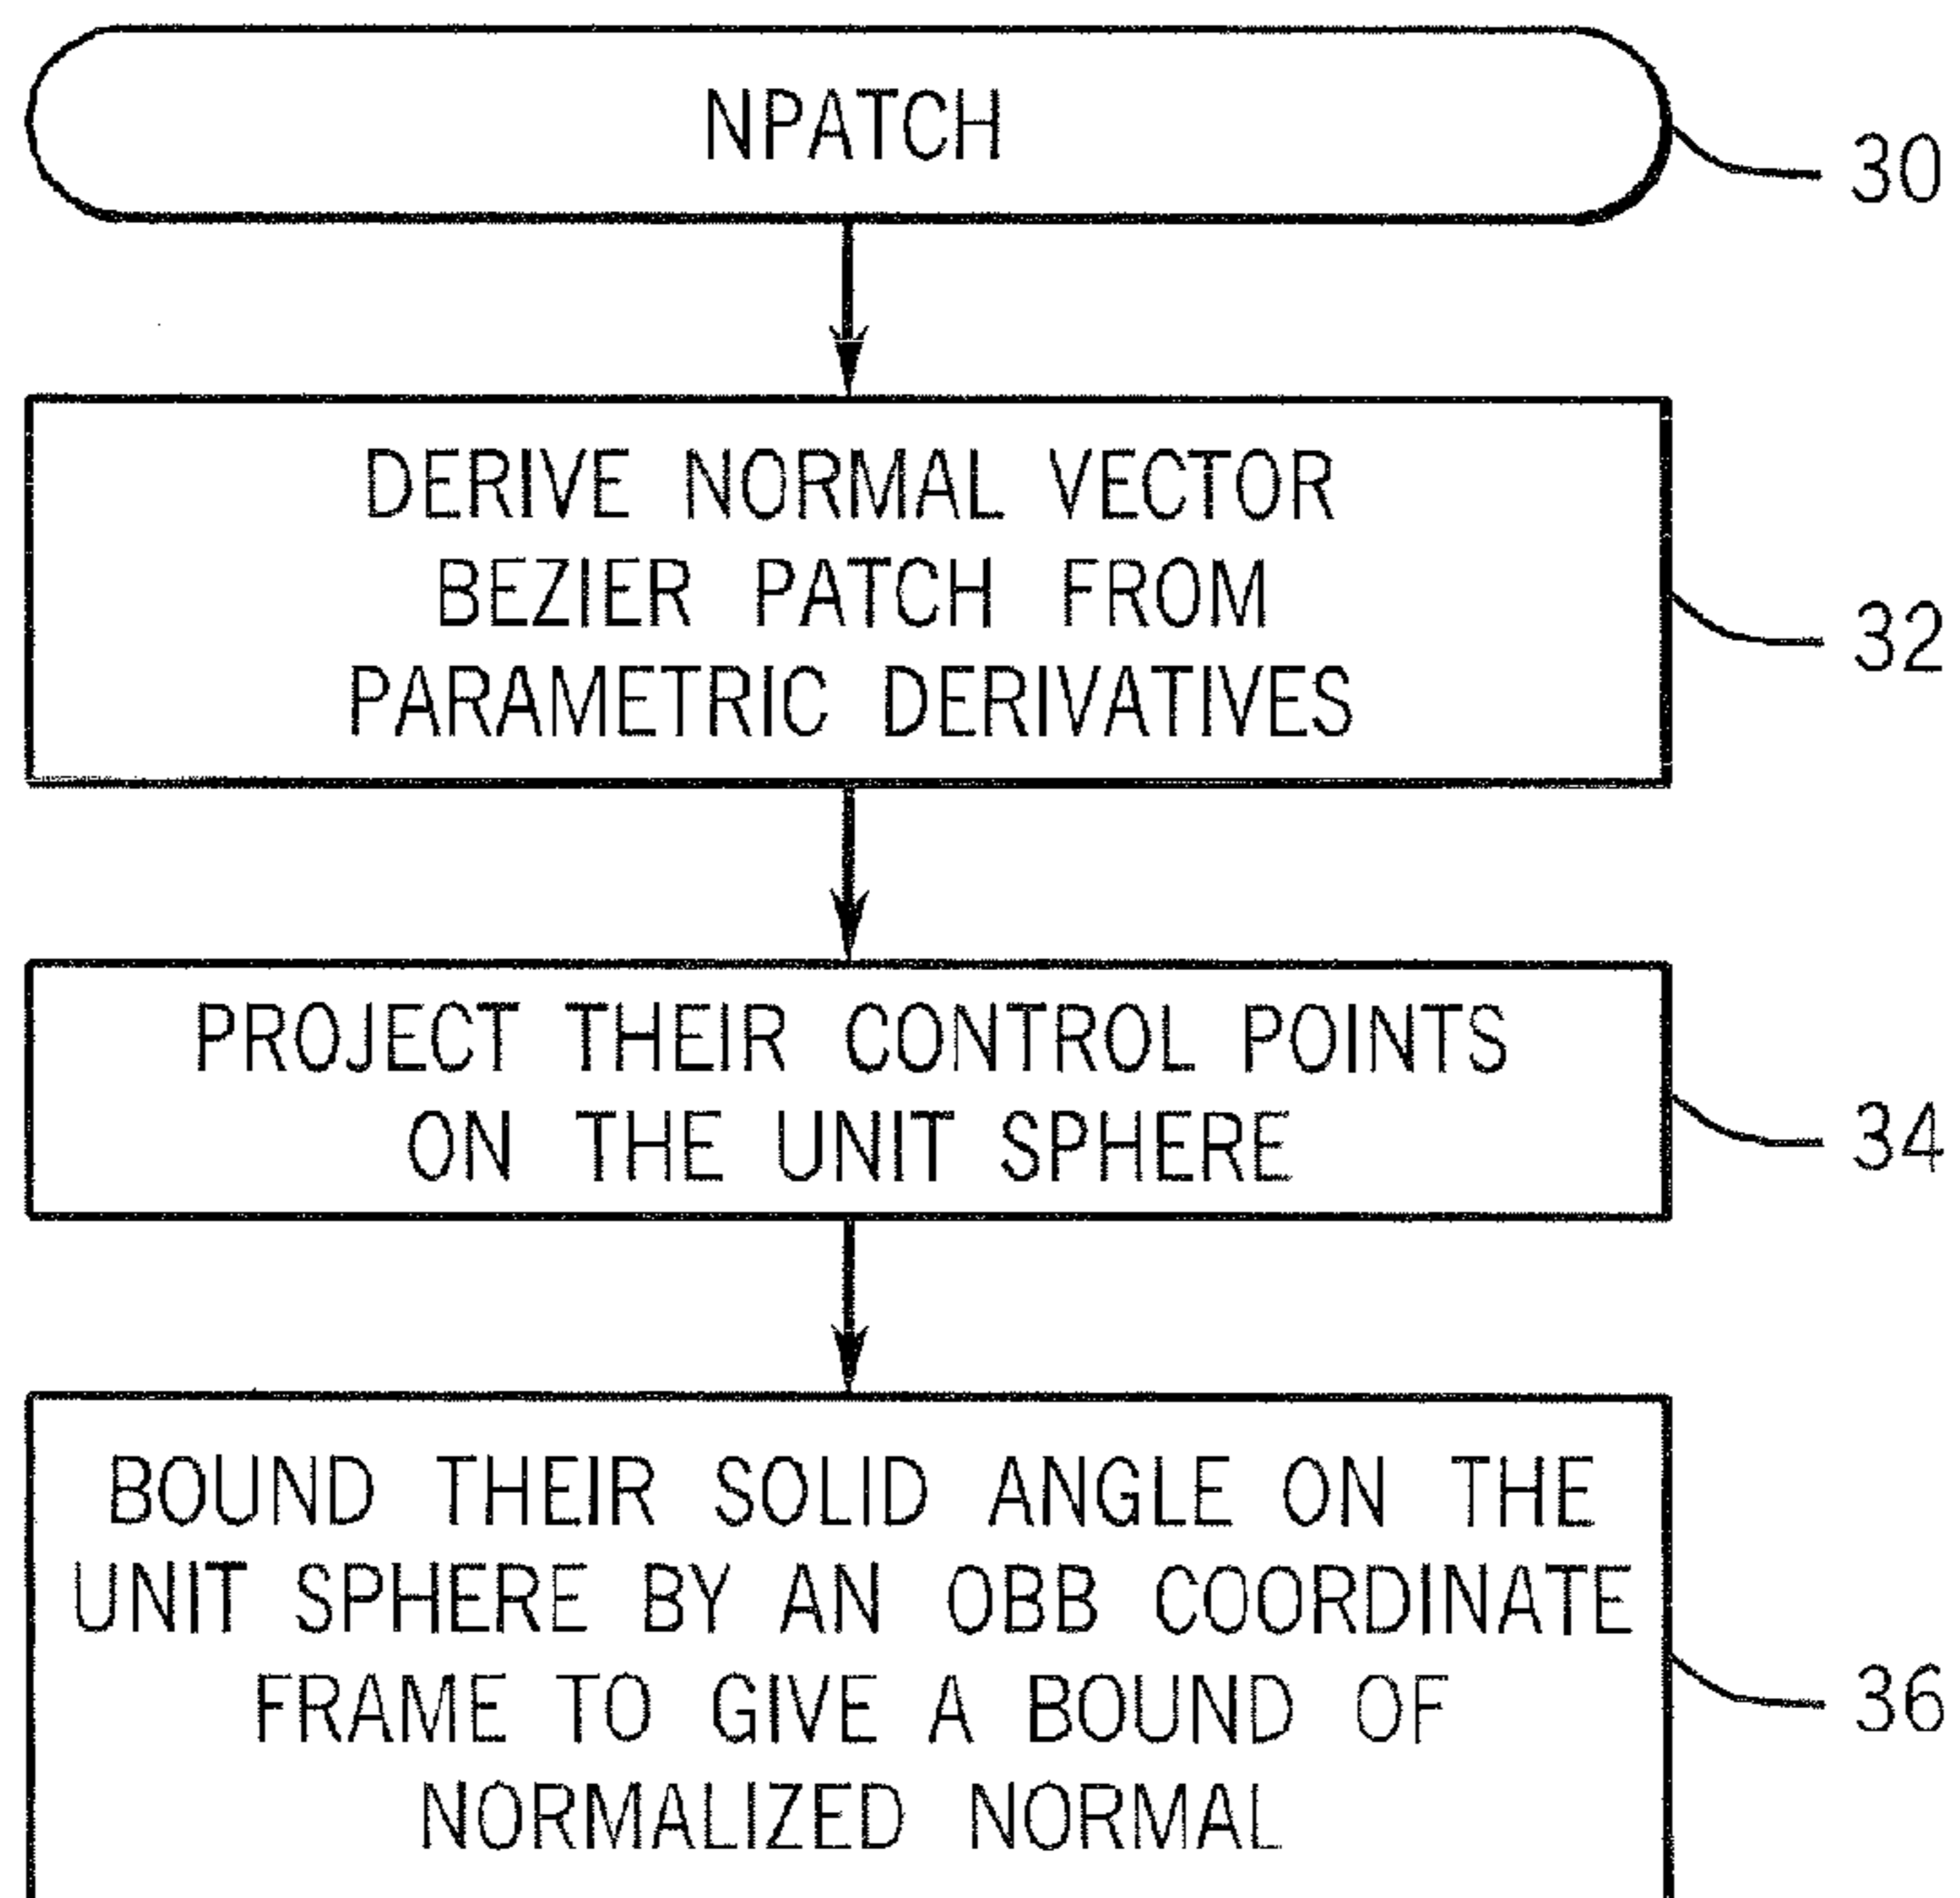 NPATCH
30
DERIVE NORMAL VECTOR
BEZIER PATCH FROM
PARAMETRIC DERIVATIVES
32
PROJECT THEIR CONTROL POINTS
ON THE UNIT SPHERE
34
BOUND THEIR SOLID ANGLE ON THE
UNIT SPHERE BY AN OBB COORDINATE
FRAME TO GIVE A BOUND OF
NORMALIZED NORMAL
36